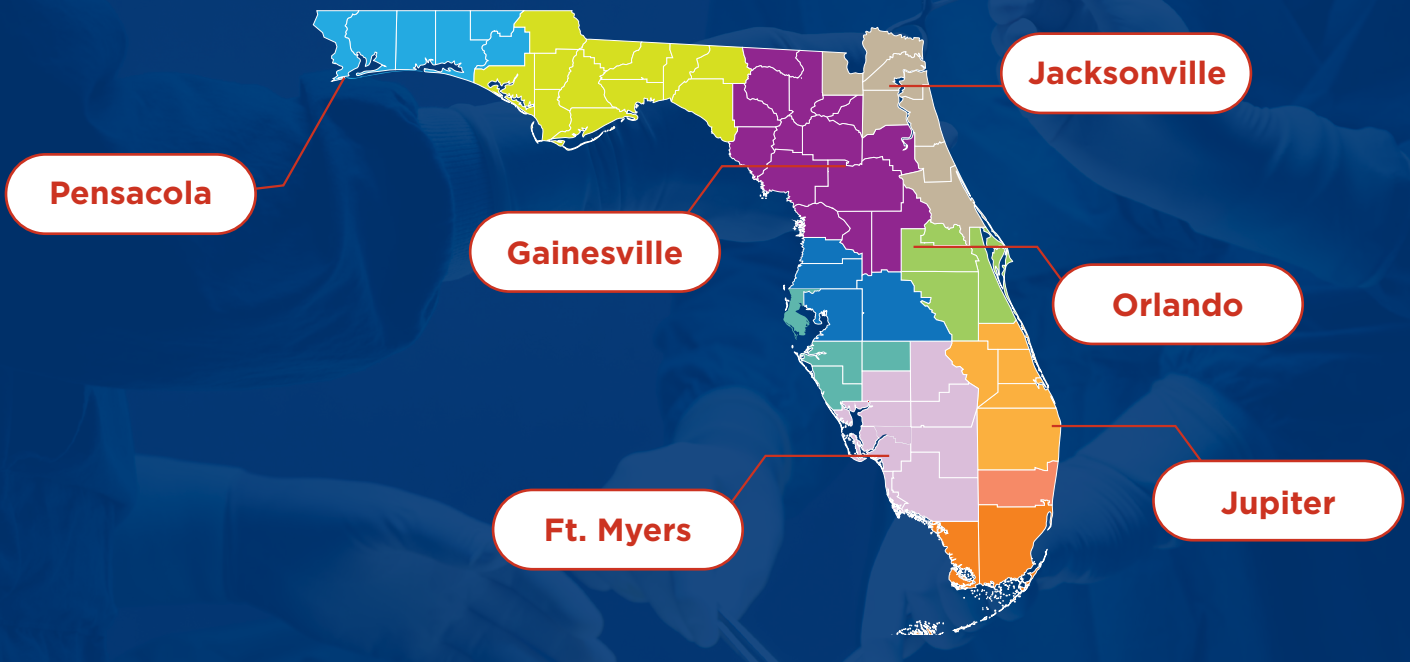 Jacksonville
Pensacola
Gainesville
Orlando
Jupiter
Ft. Myers